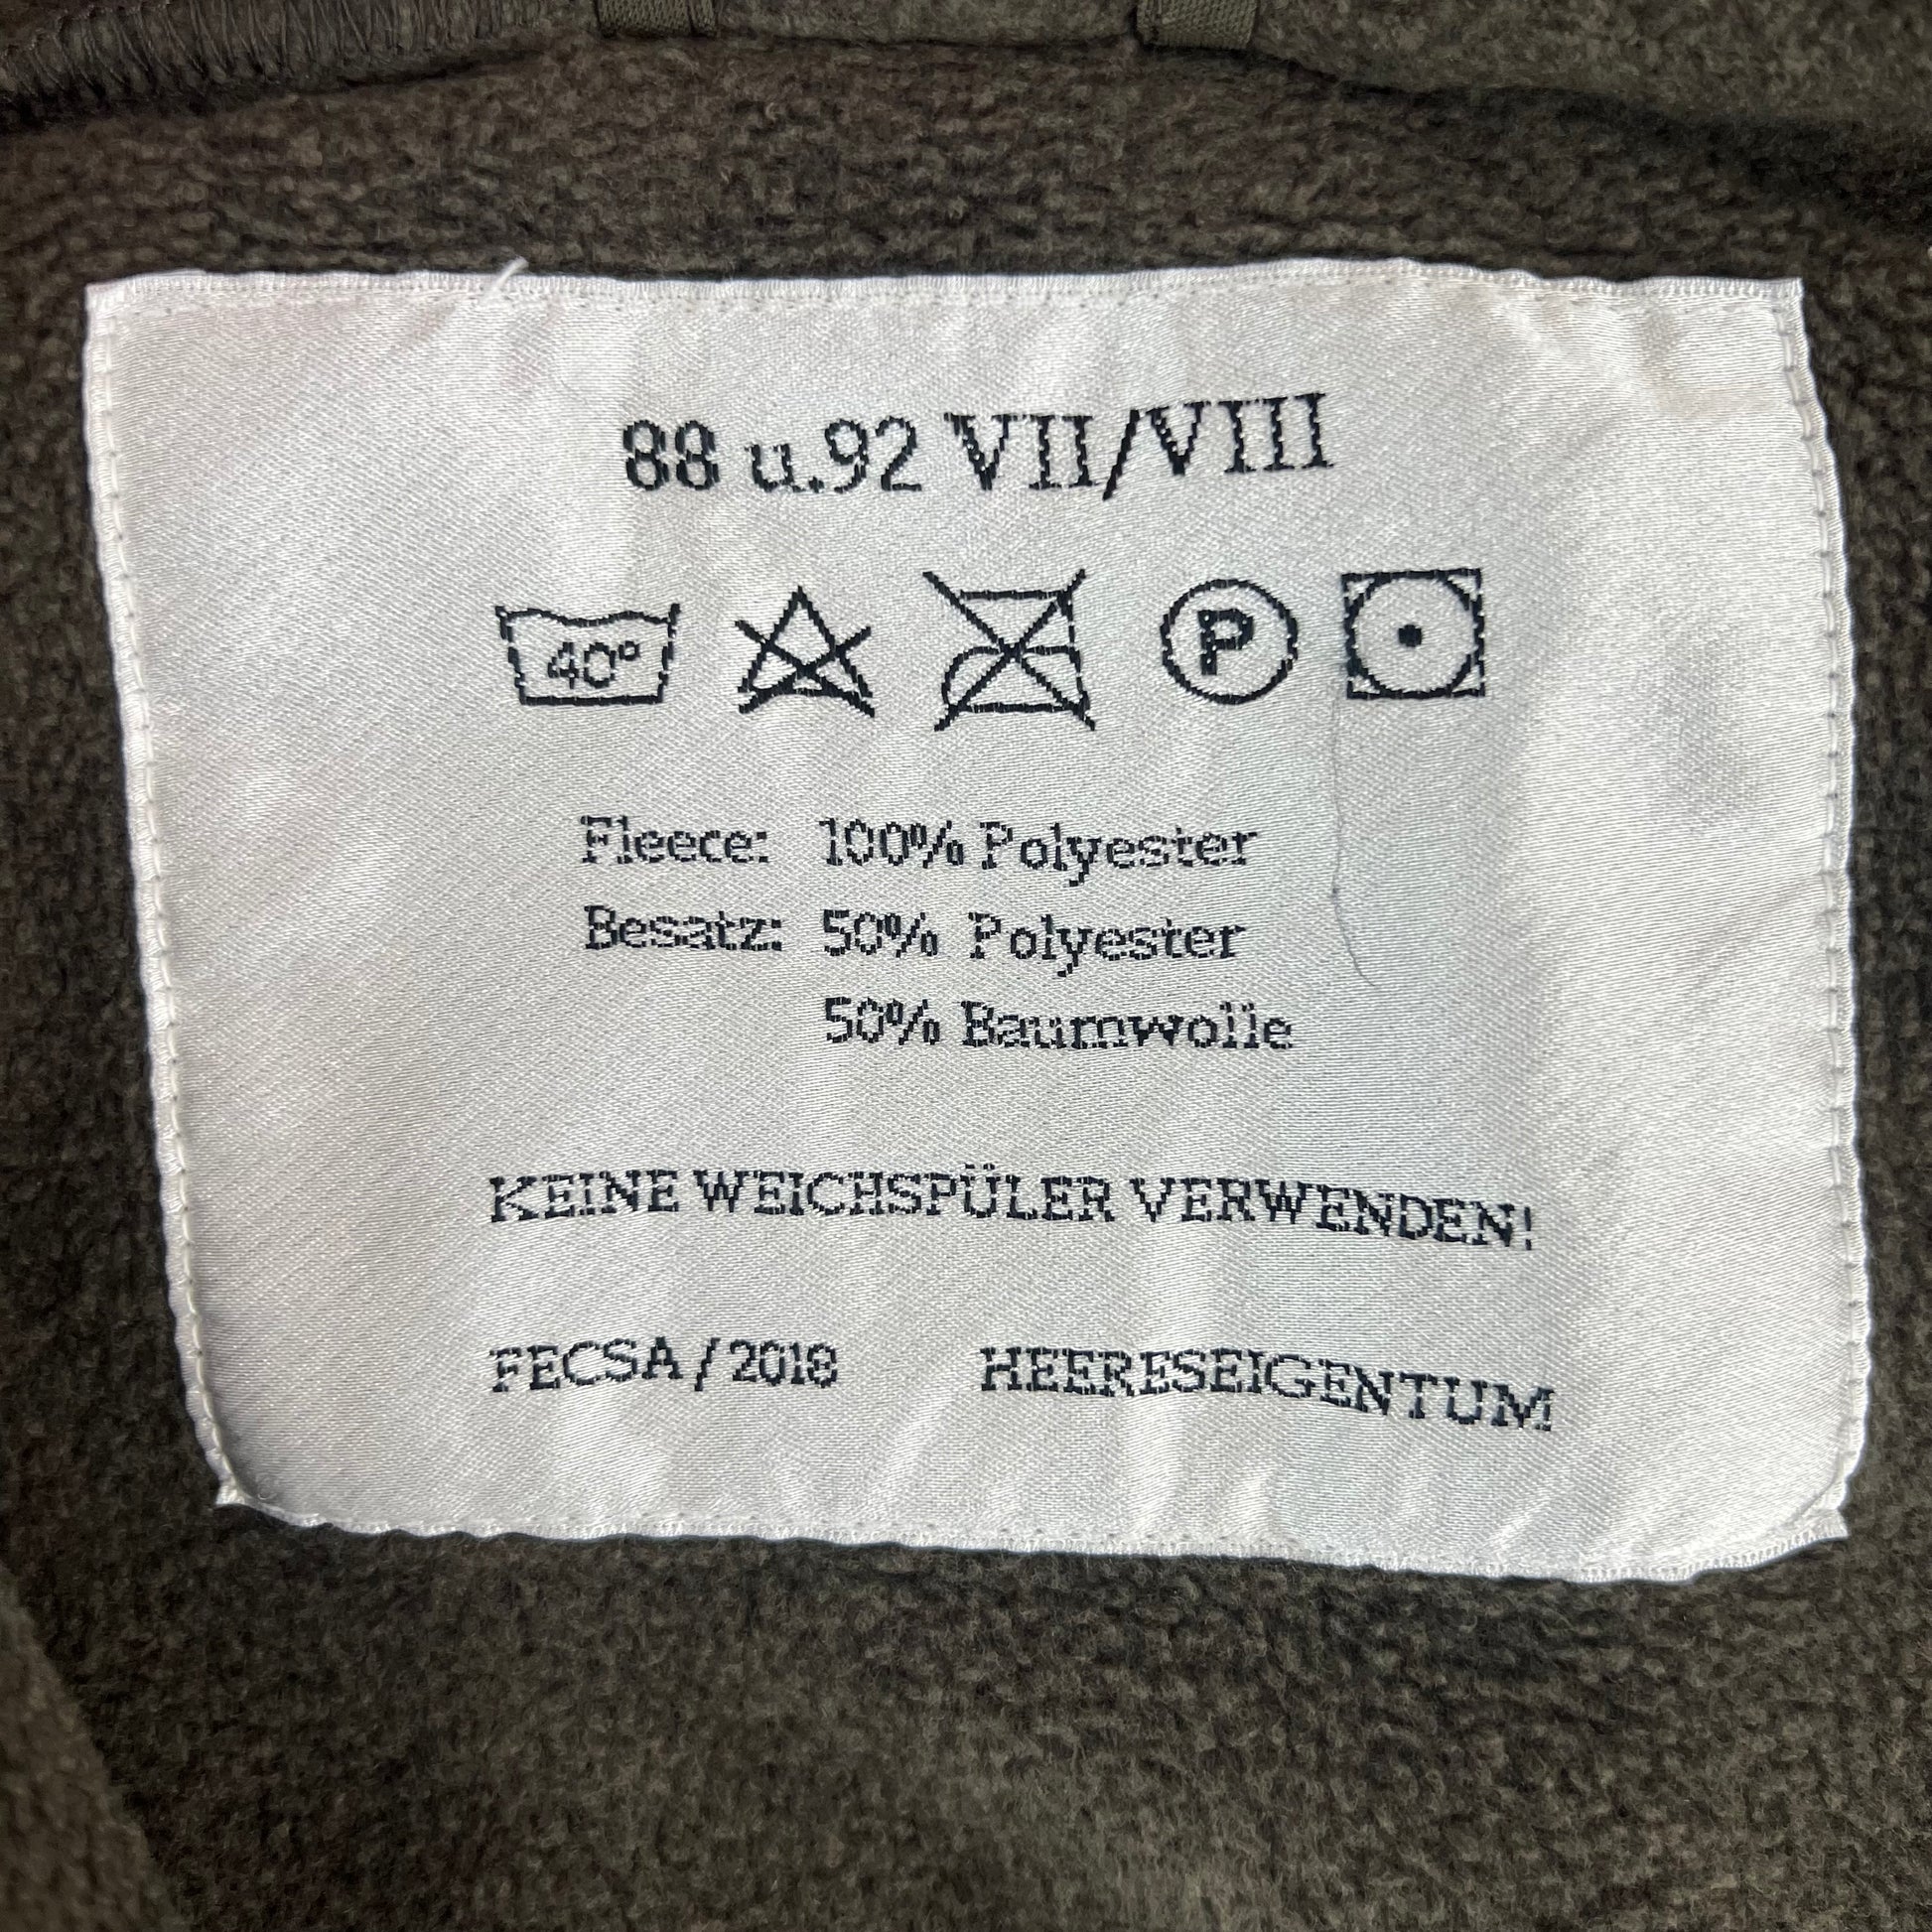 88 u.92 VII/VIII
40°
P
Fleece: 100% Polyester
Besatz: 50% Polyester
50% Baumwolle
KEINE WEICHSPÜLER VERWENDEN!
FECSA / 2018 HEERESEIGENTUM